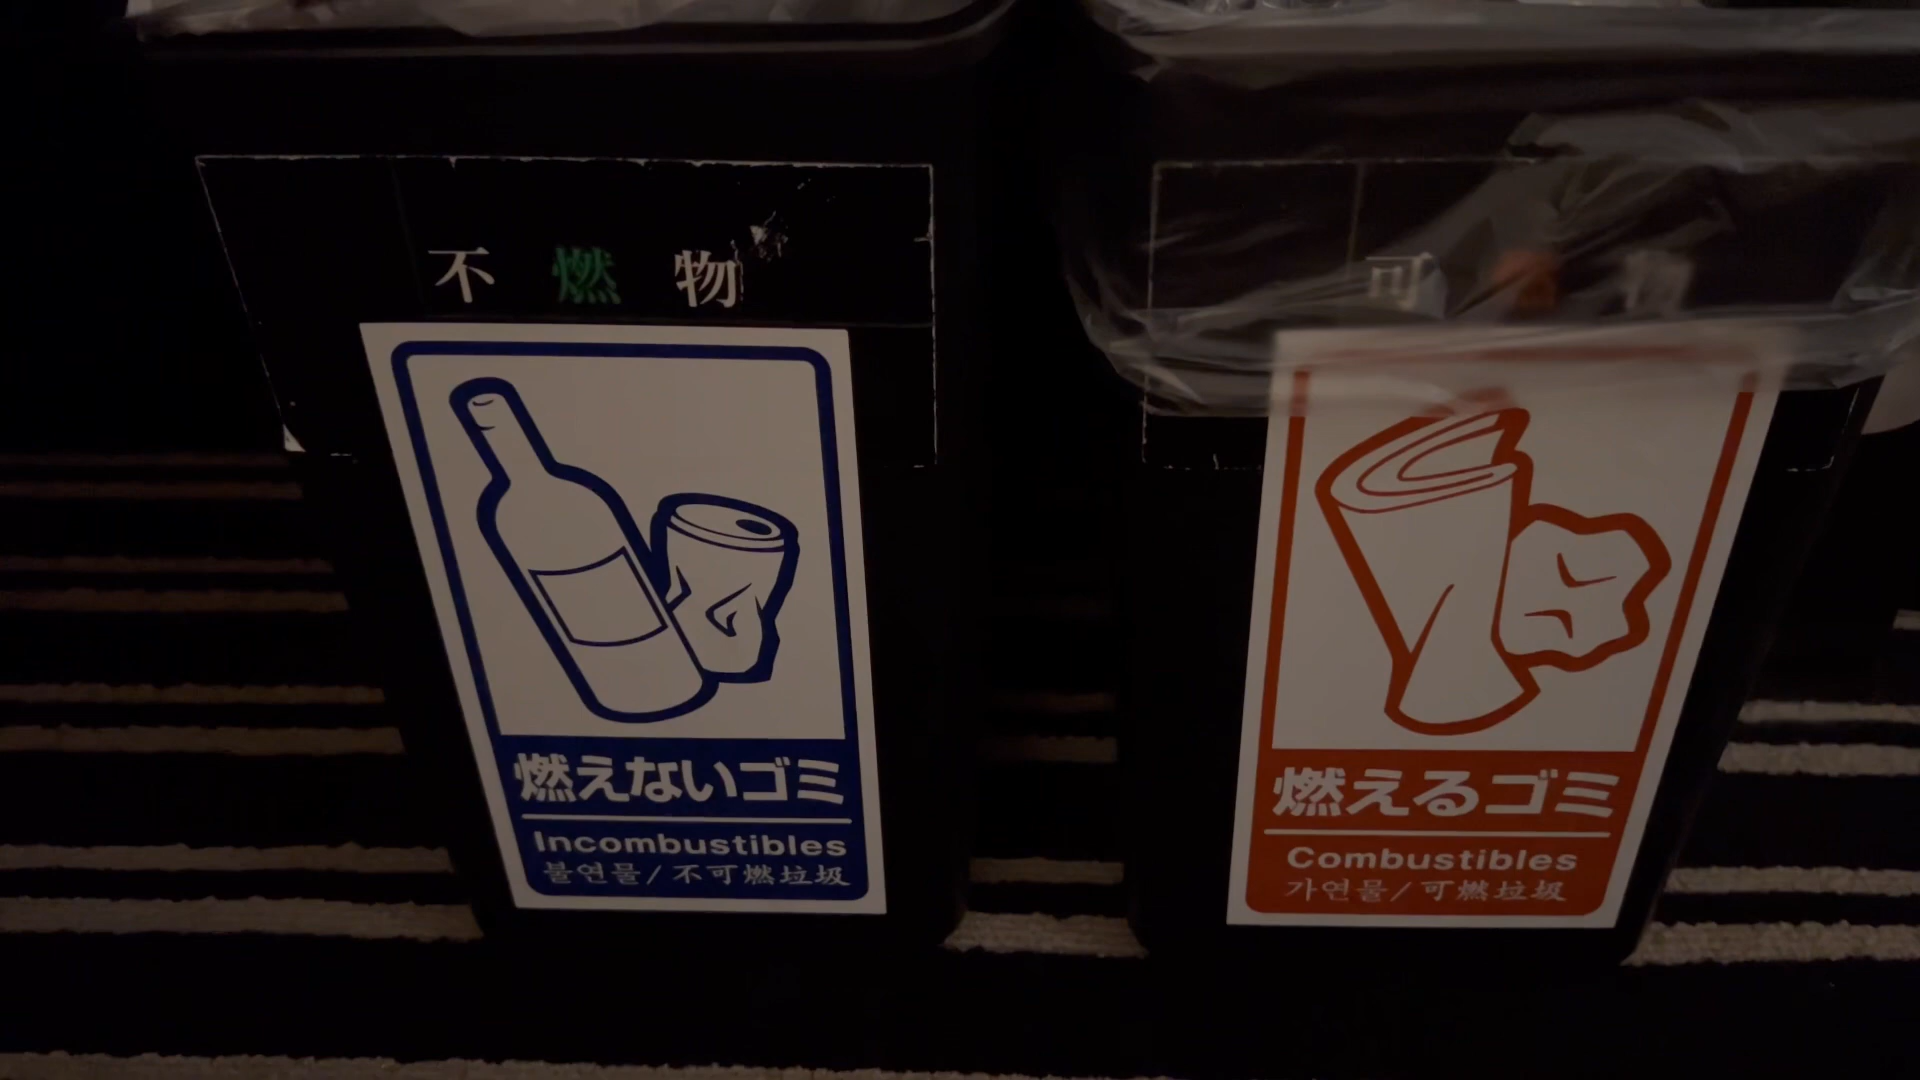 不燃物
燃えないゴミ
Incombustibles
불연물/不可燃垃圾
可
燃えるゴミ
Combustibles
가연물/可燃垃圾